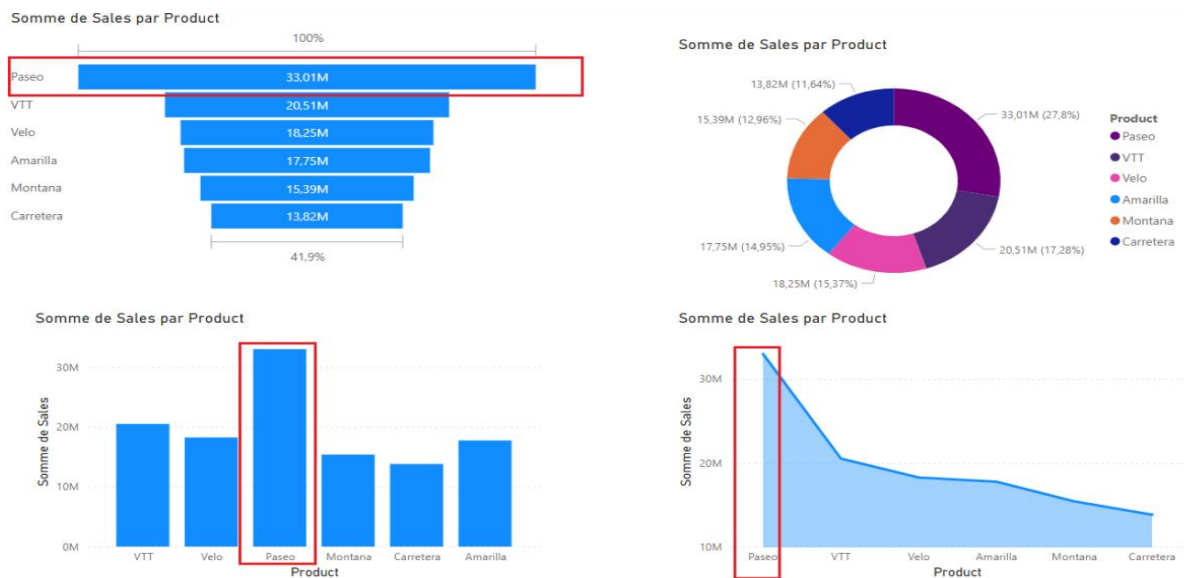 Somme de Sales par Product
100%
Paseo 33,01M
VTT 20,51M
Velo 18,25M
Amarilla 17,75M
Montana 15,39M
Carretera 13,82M
41,9%
Somme de Sales par Product
13,82M (11,64%)
33,01M (27,8%)
15,39M (12,96%)
17,75M (14,95%)
20,51M (17,28%)
18,25M (15,37%)
Product
Paseo
VTT
Velo
Amarilla
Montana
Carretera
Somme de Sales par Product
Somme de Sales
30M
20M
10M
0M
VTT Velo Paseo Montana Carretera Amarilla
Product
Somme de Sales par Product
Somme de Sales
30M
20M
10M
Paseo VTT Velo Amarilla Montana Carretera
Product